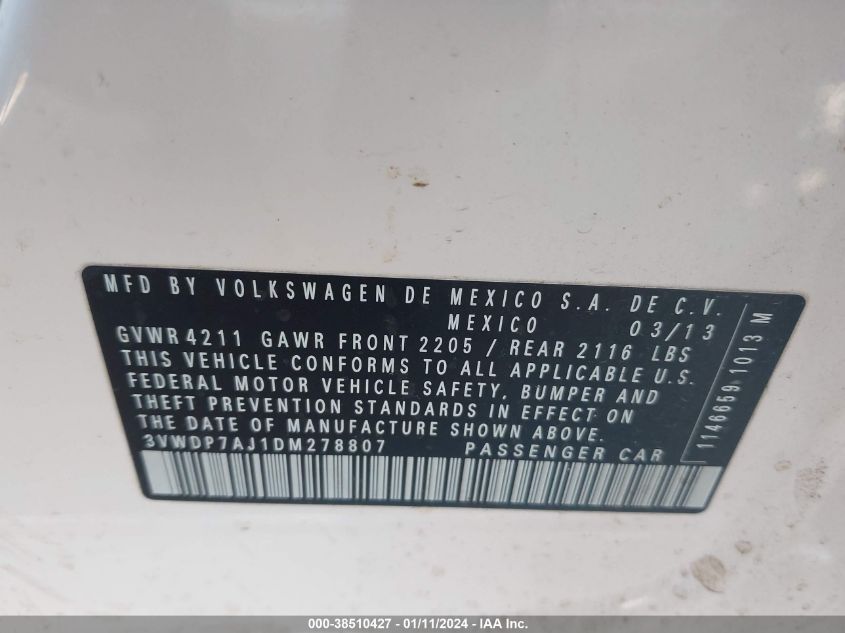 MFD BY VOLKSWAGEN DE MEXICO S.A. DE C.V.
MEXICO 03/13
GVWR 4211 GAWR FRONT 2205 / REAR 2116 LBS
THIS VEHICLE CONFORMS TO ALL APPLICABLE U.S.
FEDERAL MOTOR VEHICLE SAFETY, BUMPER AND
THEFT PREVENTION STANDARDS IN EFFECT ON
THE DATE OF MANUFACTURE SHOWN ABOVE.
3VWDP7AJ1DM278807 PASSENGER CAR
1146659 1013 M
000-38510427 - 01/11/2024 - IAA Inc.